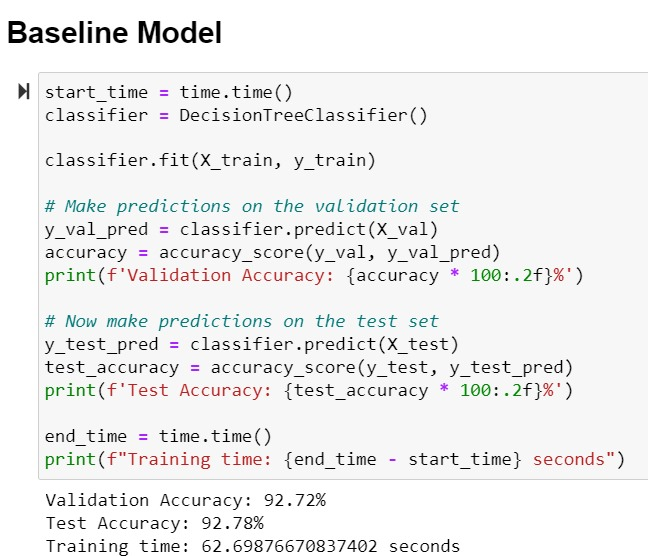 Baseline Model
start_time = time.time()
classifier = DecisionTreeClassifier()
classifier.fit(X_train, y_train)
# Make predictions on the validation set
y_val_pred = classifier.predict(X_val)
accuracy = accuracy_score(y_val, y_val_pred)
print(f'Validation Accuracy: {accuracy * 100:.2f}%')
# Now make predictions on the test set
y_test_pred = classifier.predict(X_test)
test_accuracy = accuracy_score(y_test, y_test_pred)
print(f'Test Accuracy: {test_accuracy * 100:.2f}%')
end_time = time.time()
print(f"Training time: {end_time - start_time} seconds")
Validation Accuracy: 92.72%
Test Accuracy: 92.78%
Training time: 62.69876670837402 seconds